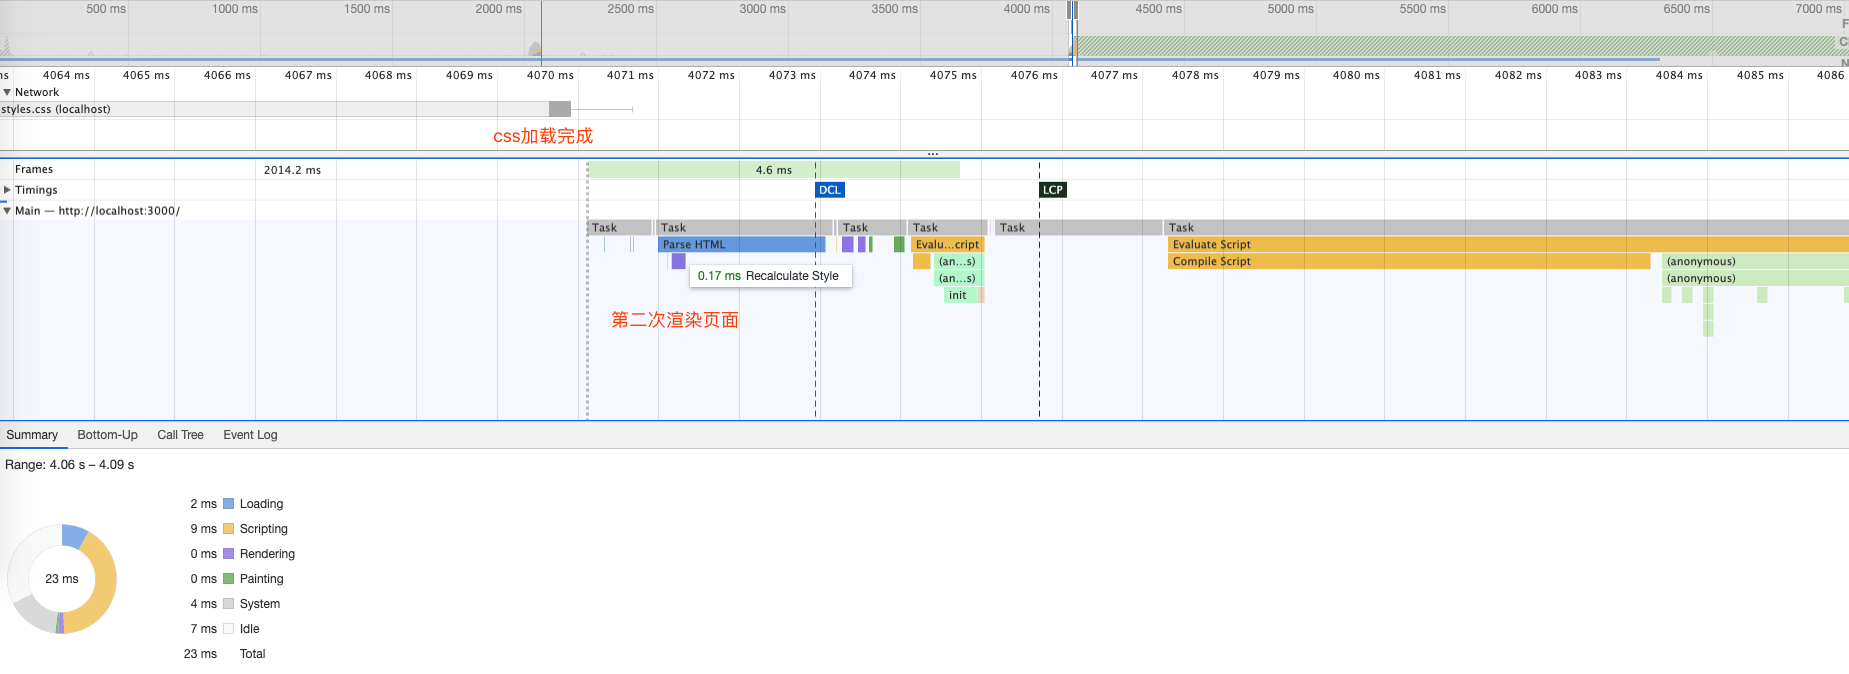 500 ms 1000 ms 1500 ms 2000 ms 2500 ms 3000 ms 3500 ms 4000 ms 4500 ms 5000 ms 5500 ms 6000 ms 6500 ms 7000 ms
F
C
N
ns 4064 ms 4065 ms 4066 ms 4067 ms 4068 ms 4069 ms 4070 ms 4071 ms 4072 ms 4073 ms 4074 ms 4075 ms 4076 ms 4077 ms 4078 ms 4079 ms 4080 ms 4081 ms 4082 ms 4083 ms 4084 ms 4085 ms 4086
Network
styles.css (localhost)
css加载完成
...
Frames 2014.2 ms 4.6 ms
Timings DCL LCP
Main — http://localhost:3000/
Task Task Task Task Task Task
Parse HTML Evalu…cript Evaluate Script
(an…s) Compile Script (anonymous)
0.17 ms Recalculate Style (an…s) (anonymous)
init
第二次渲染页面
Summary Bottom-Up Call Tree Event Log
Range: 4.06 s – 4.09 s
2 ms Loading
9 ms Scripting
0 ms Rendering
23 ms
0 ms Painting
4 ms System
7 ms Idle
23 ms Total